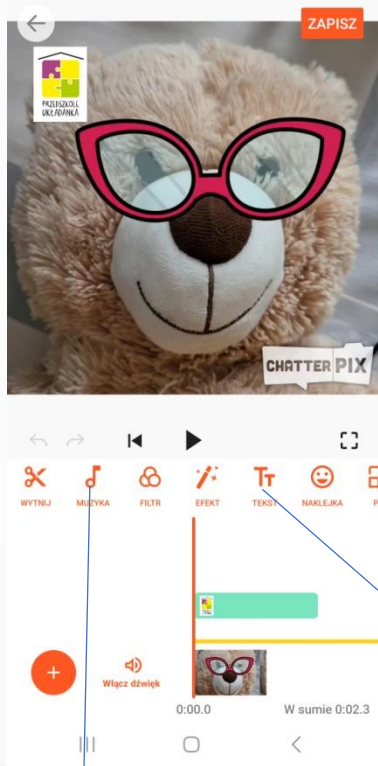 ZAPISZ
PRZEDSZKOLE
UKŁADANKA
CHATTER PIX
WYTNIJ MUZYKA FILTR EFEKT TEKST NAKLEJKA P
Włącz dźwięk
0:00.0 W sumie 0:02.3